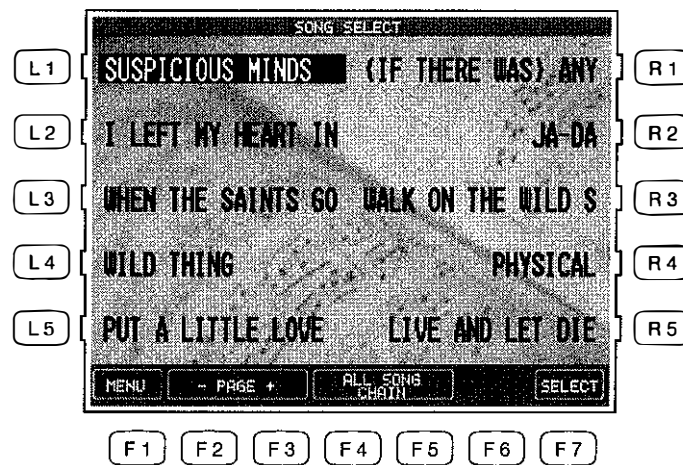 SONG SELECT
L1 SUSPICIOUS MINDS (IF THERE WAS) ANY R1
L2 I LEFT MY HEART IN JA-DA R2
L3 WHEN THE SAINTS GO WALK ON THE WILD S R3
L4 WILD THING PHYSICAL R4
L5 PUT A LITTLE LOVE LIVE AND LET DIE R5
MENU - PAGE + ALL SONG CHAIN SELECT
F1 F2 F3 F4 F5 F6 F7